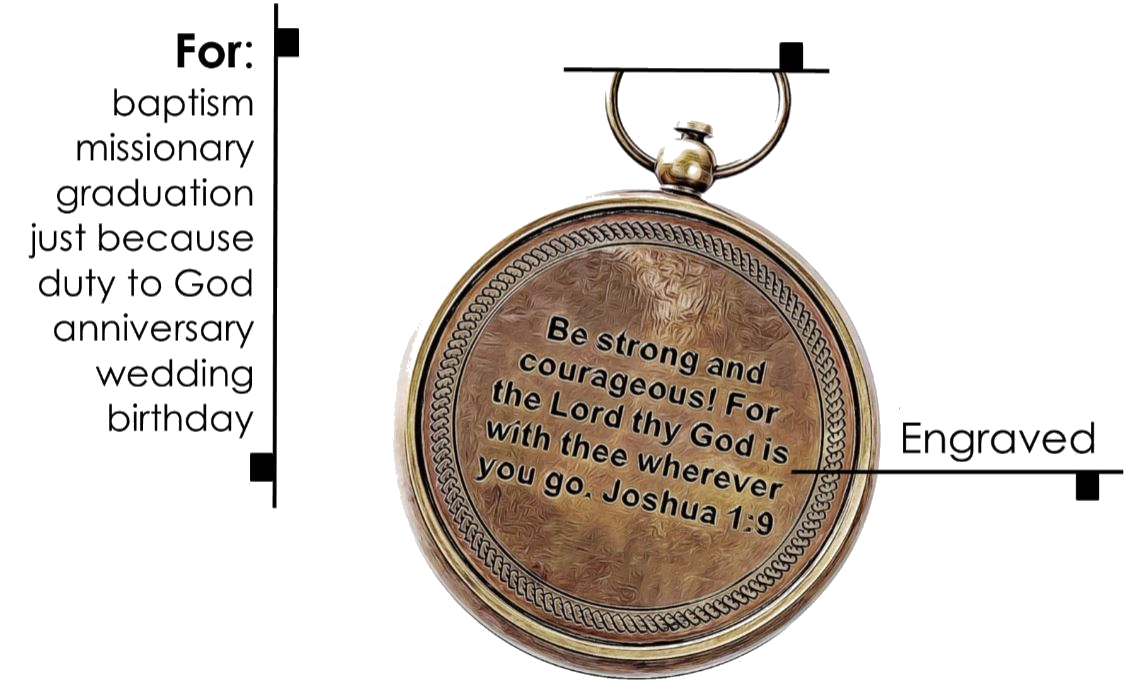 For:
baptism
missionary
graduation
just because
duty to God
anniversary
wedding
birthday
Be strong and
courageous! For
the Lord thy God is
with thee wherever
you go. Joshua 1:9
Engraved